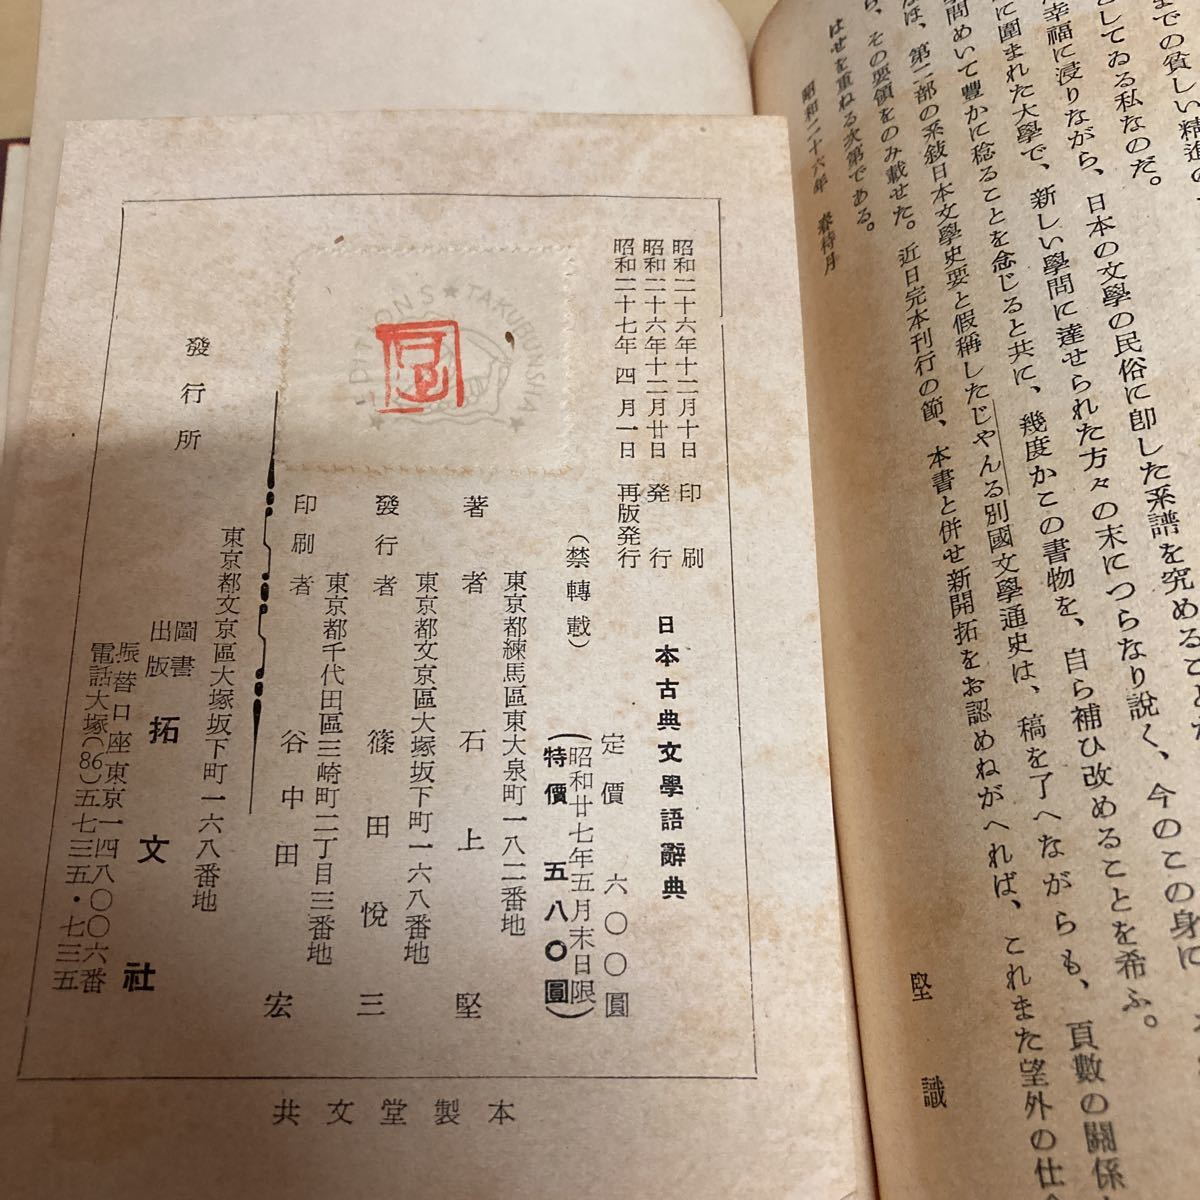 までの貧しい精進の
としてゐる私なのだ。
幸福に浸りながら、日本の文學の民俗に卽した系譜を究めること
に圍まれた大學で、新しい學問に達せられた方々の末につらなり說く、今のこの身に
問めいて豊かに稔ることを念じると共に、幾度かこの書物を、自ら補ひ改めることを希ふ。
は、第二部の系敍日本文學史要と假稱したじやんる別國文學通史は、稿を了へながらも、頁數の關係
ら、その要領をのみ載せた。近日完本刊行の節、本書と併せ新開拓をお認めねがへれば、これまた望外の仕
はせを重ねる次第である。
昭和二十六年 春待月
堅識
昭和二十六年十二月十日 印刷
昭和二十六年十二月廿日 発行
昭和二十七年四月一日 再版発行
日本古典文學語辭典
定價 六〇〇圓
(昭和廿七年五月末日限)
(特價 五八〇圓)
(禁轉載)
東京都練馬區東大泉町一八二番地
著者 石上堅
東京都文京區大塚坂下町一六八番地
發行者 篠田悅三
東京都千代田區三崎町二丁目三番地
印刷者 谷中田宏
EDITIONS★TAKUBUNSHA★
發行所
東京都文京區大塚坂下町一六八番地
圖書出版 拓文社
振替口座東京一四八〇〇六番
電話大塚(86)五七三五・七三五
共文堂製本